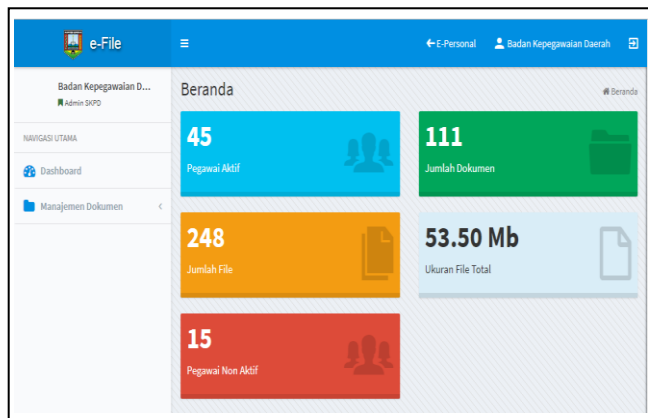 e-File
E-Personal
Badan Kepegawaian Daerah
Badan Kepegawaian D...
Admin SKPD
NAVIGASI UTAMA
Dashboard
Manajemen Dokumen
Beranda
Beranda
45
Pegawai Aktif
111
Jumlah Dokumen
248
Jumlah File
53.50 Mb
Ukuran File Total
15
Pegawai Non Aktif